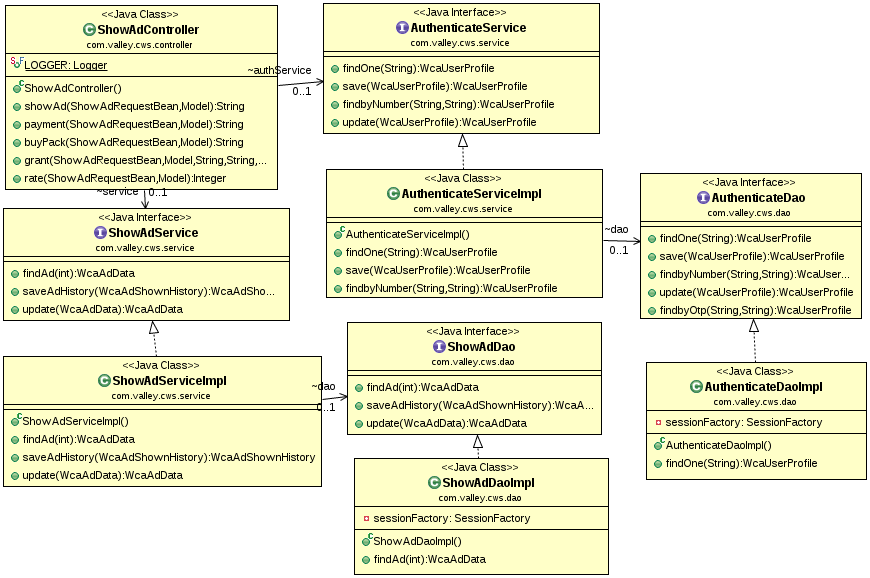 <<Java Class>>
ShowAdController
com.valley.cws.controller
LOGGER: Logger
ShowAdController()
showAd(ShowAdRequestBean,Model):String
payment(ShowAdRequestBean,Model):String
buyPack(ShowAdRequestBean,Model):String
grant(ShowAdRequestBean,Model,String,String,...
rate(ShowAdRequestBean,Model):Integer
~authService
0..1
<<Java Interface>>
AuthenticateService
com.valley.cws.service
findOne(String):WcaUserProfile
save(WcaUserProfile):WcaUserProfile
findbyNumber(String,String):WcaUserProfile
update(WcaUserProfile):WcaUserProfile
~service
0..1
<<Java Interface>>
ShowAdService
com.valley.cws.service
findAd(int):WcaAdData
saveAdHistory(WcaAdShownHistory):WcaAdSho...
update(WcaAdData):WcaAdData
<<Java Class>>
AuthenticateServiceImpl
com.valley.cws.service
AuthenticateServiceImpl()
findOne(String):WcaUserProfile
save(WcaUserProfile):WcaUserProfile
findbyNumber(String,String):WcaUserProfile
~dao
0..1
<<Java Interface>>
AuthenticateDao
com.valley.cws.dao
findOne(String):WcaUserProfile
save(WcaUserProfile):WcaUserProfile
findbyNumber(String,String):WcaUser...
update(WcaUserProfile):WcaUserProfile
findbyOtp(String,String):WcaUserProfile
<<Java Class>>
ShowAdServiceImpl
com.valley.cws.service
ShowAdServiceImpl()
findAd(int):WcaAdData
saveAdHistory(WcaAdShownHistory):WcaAdShownHistory
update(WcaAdData):WcaAdData
~dao
0..1
<<Java Interface>>
ShowAdDao
com.valley.cws.dao
findAd(int):WcaAdData
saveAdHistory(WcaAdShownHistory):WcaA...
update(WcaAdData):WcaAdData
<<Java Class>>
AuthenticateDaoImpl
com.valley.cws.dao
sessionFactory: SessionFactory
AuthenticateDaoImpl()
findOne(String):WcaUserProfile
<<Java Class>>
ShowAdDaoImpl
com.valley.cws.dao
sessionFactory: SessionFactory
ShowAdDaoImpl()
findAd(int):WcaAdData